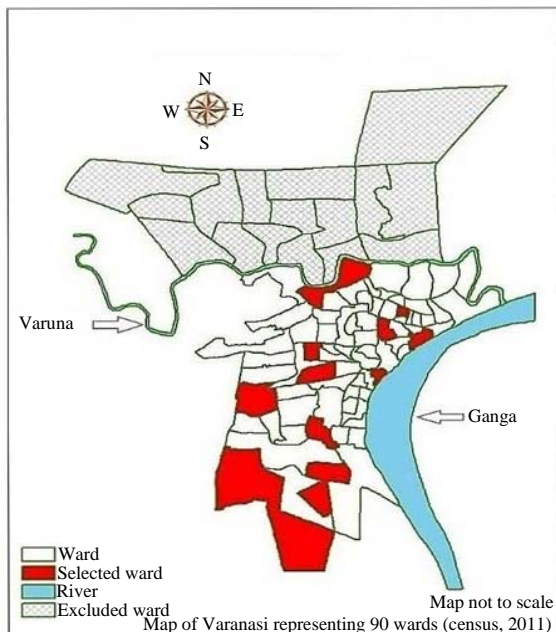 N
W E
S
Varuna
Ganga
Ward
Selected ward
River
Excluded ward
Map not to scale
Map of Varanasi representing 90 wards (census, 2011)